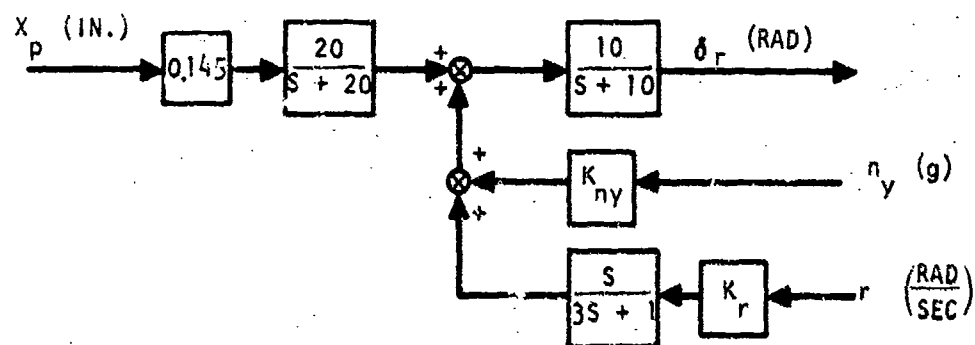 X_p (IN.)
0.145
20
S + 20
+
+
10
S + 10
δ_r (RAD)
+
+
K_ny
n_y (g)
S
3S + 1
K_r
r (RAD/SEC)